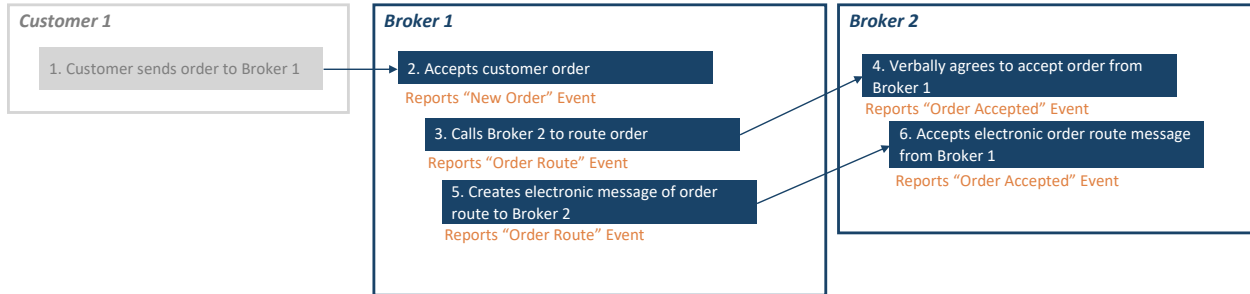 Customer 1
1. Customer sends order to Broker 1
Broker 1
2. Accepts customer order
Reports “New Order” Event
3. Calls Broker 2 to route order
Reports “Order Route” Event
5. Creates electronic message of order
route to Broker 2
Reports “Order Route” Event
Broker 2
4. Verbally agrees to accept order from
Broker 1
Reports “Order Accepted” Event
6. Accepts electronic order route message
from Broker 1
Reports “Order Accepted” Event